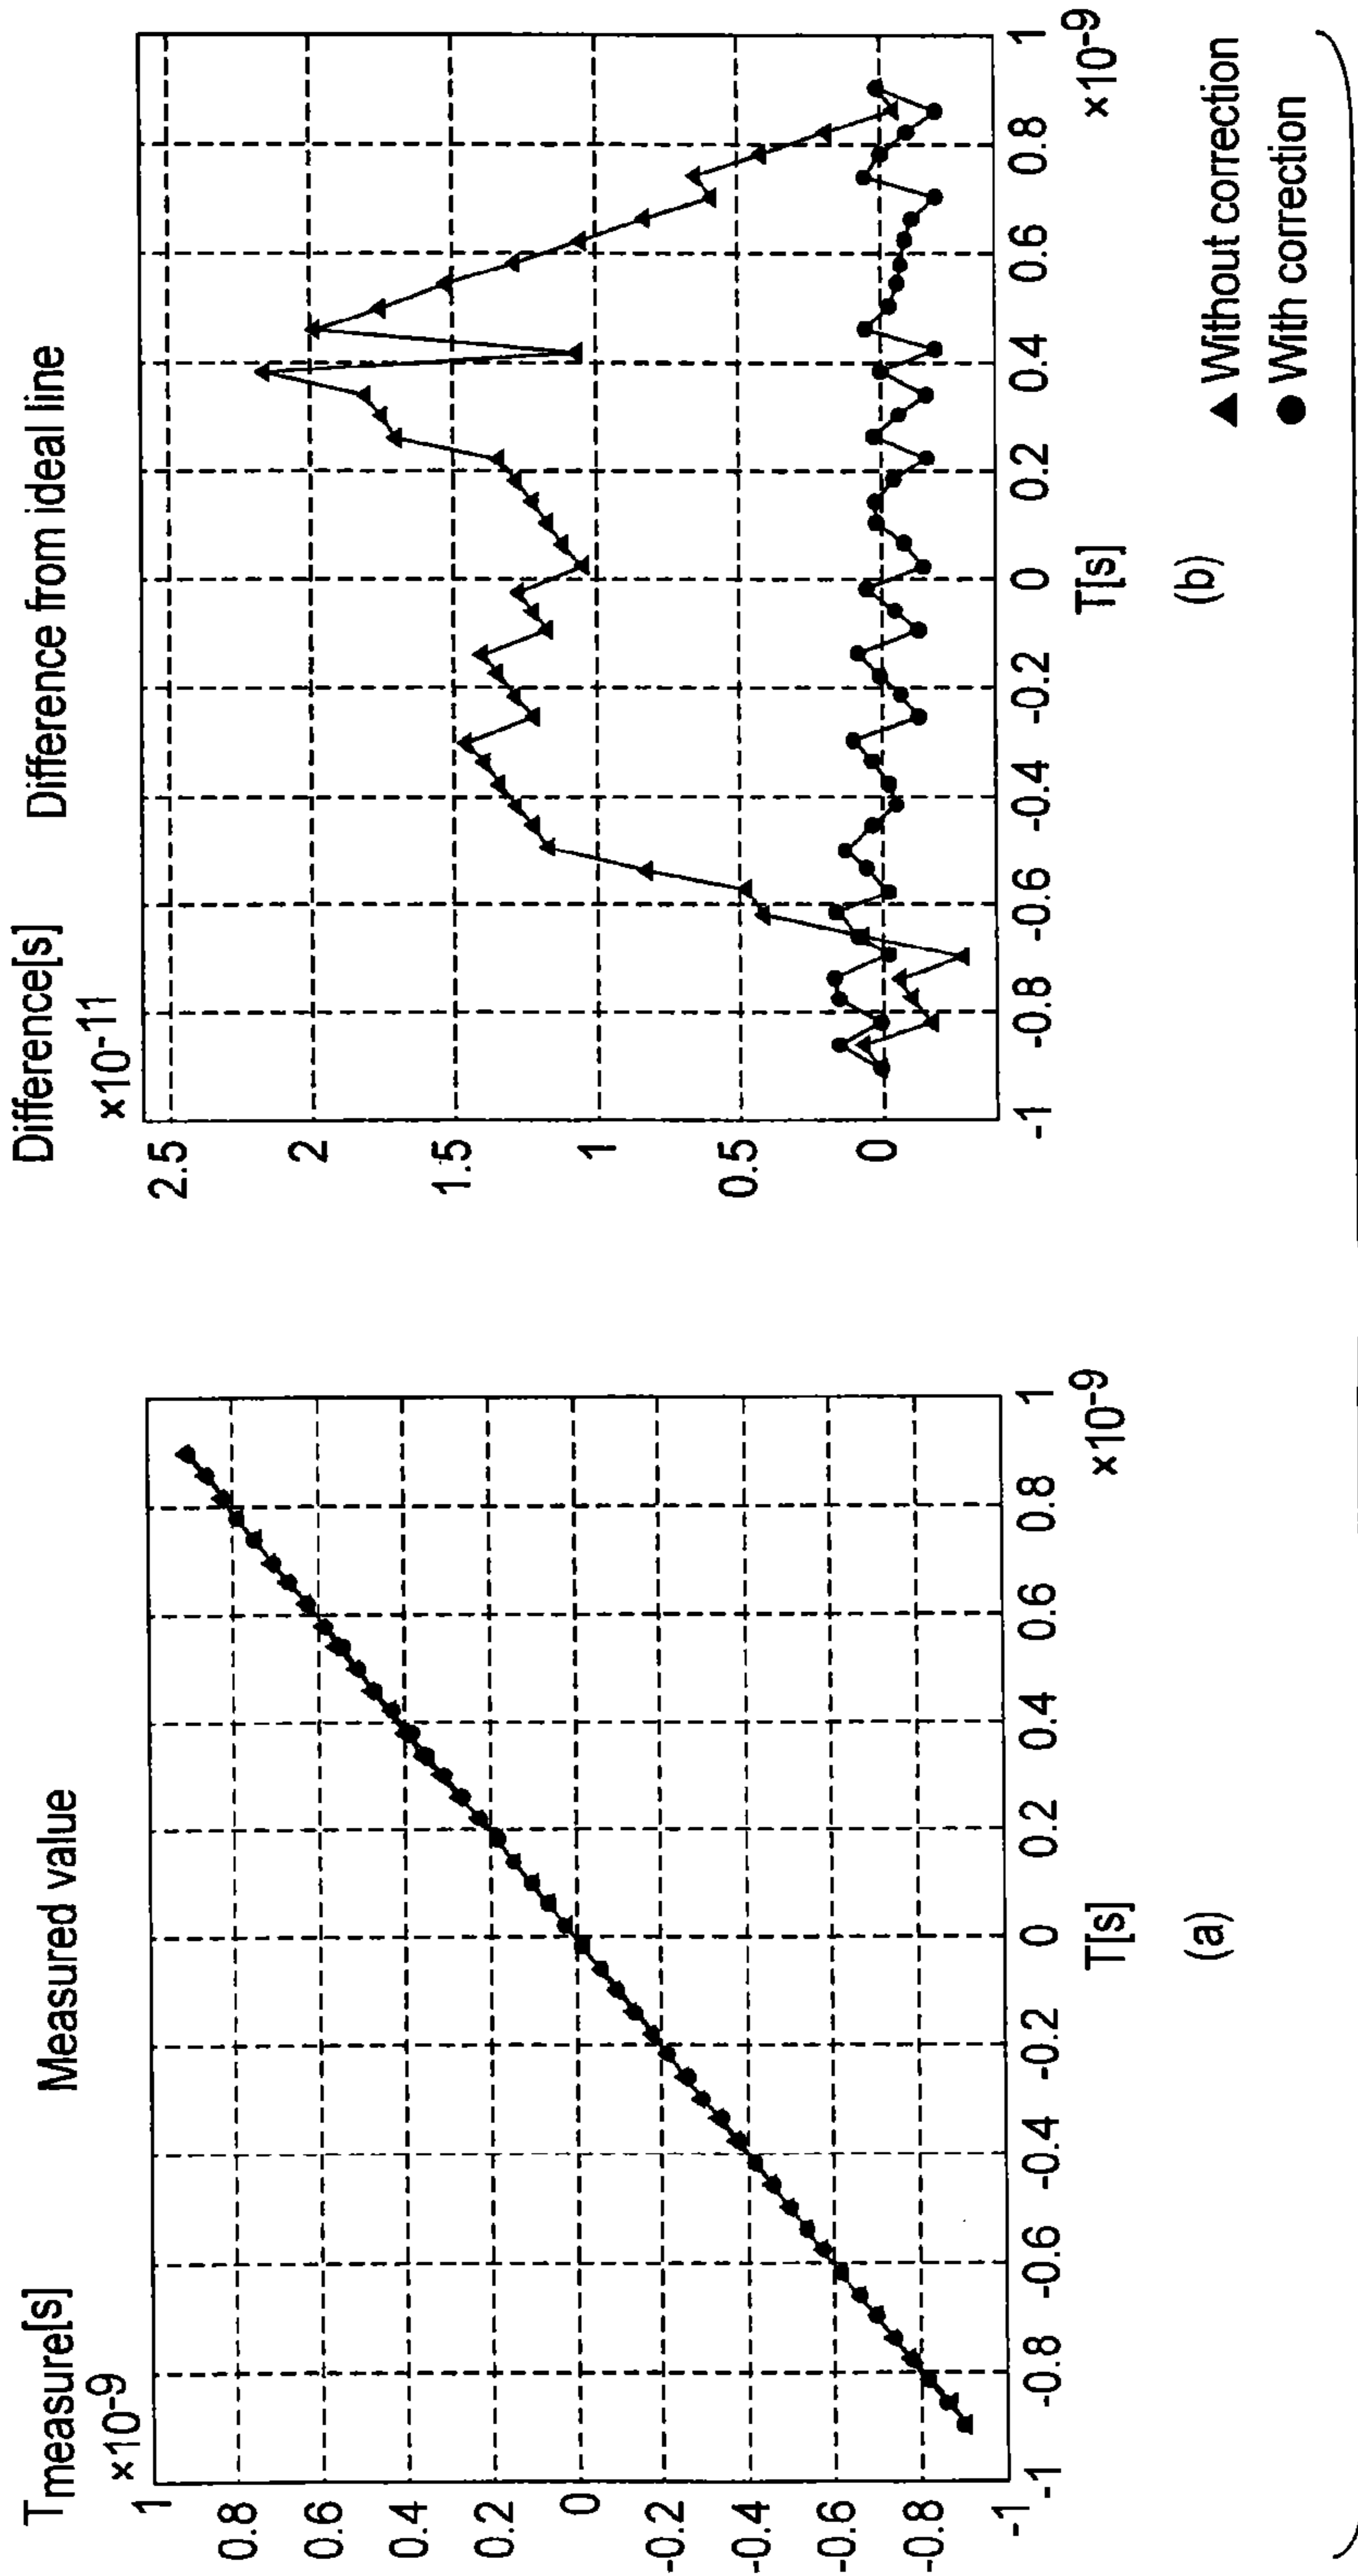 Measured value
Tmeasure[s]
×10-9
1
0.8
0.6
0.4
0.2
0
-0.2
-0.4
-0.6
-0.8
-1
-1 -0.8 -0.6 -0.4 -0.2 0 0.2 0.4 0.6 0.8 1
×10-9
T[s]
(a)
Difference from ideal line
Difference[s]
×10-11
2.5
2
1.5
1
0.5
0
-1 -0.8 -0.6 -0.4 -0.2 0 0.2 0.4 0.6 0.8 1
×10-9
T[s]
(b)
Without correction
With correction